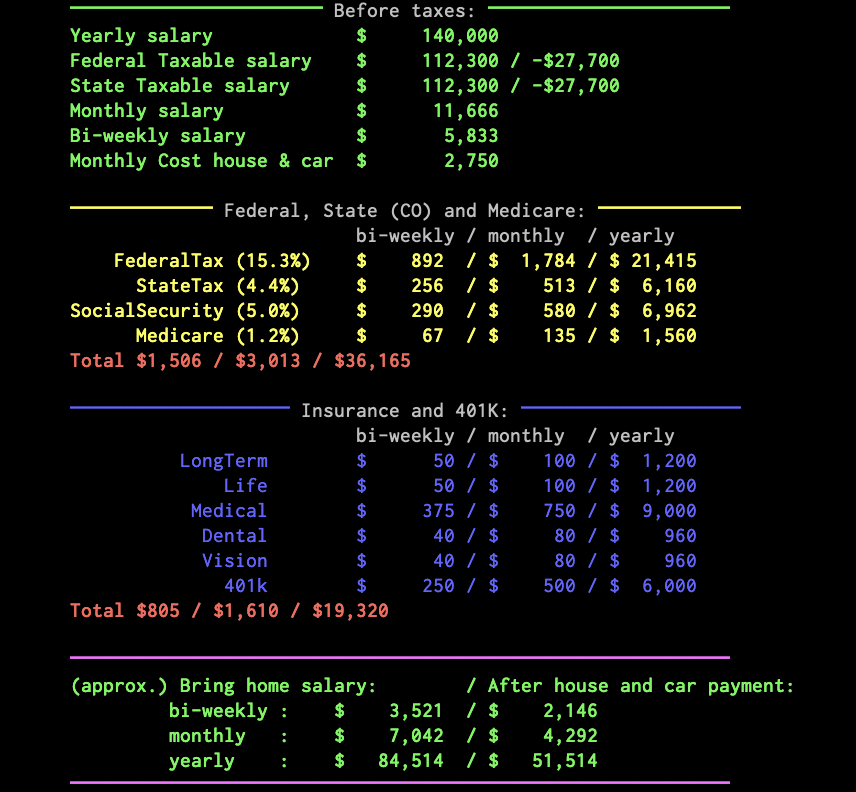 Before taxes:
Yearly salary $ 140,000
Federal Taxable salary $ 112,300 / -$27,700
State Taxable salary $ 112,300 / -$27,700
Monthly salary $ 11,666
Bi-weekly salary $ 5,833
Monthly Cost house & car $ 2,750
Federal, State (CO) and Medicare:
bi-weekly / monthly / yearly
FederalTax (15.3%) $ 892 / $ 1,784 / $ 21,415
StateTax (4.4%) $ 256 / $ 513 / $ 6,160
SocialSecurity (5.0%) $ 290 / $ 580 / $ 6,962
Medicare (1.2%) $ 67 / $ 135 / $ 1,560
Total $1,506 / $3,013 / $36,165
Insurance and 401K:
bi-weekly / monthly / yearly
LongTerm $ 50 / $ 100 / $ 1,200
Life $ 50 / $ 100 / $ 1,200
Medical $ 375 / $ 750 / $ 9,000
Dental $ 40 / $ 80 / $ 960
Vision $ 40 / $ 80 / $ 960
401k $ 250 / $ 500 / $ 6,000
Total $805 / $1,610 / $19,320
(approx.) Bring home salary: / After house and car payment:
bi-weekly : $ 3,521 / $ 2,146
monthly : $ 7,042 / $ 4,292
yearly : $ 84,514 / $ 51,514